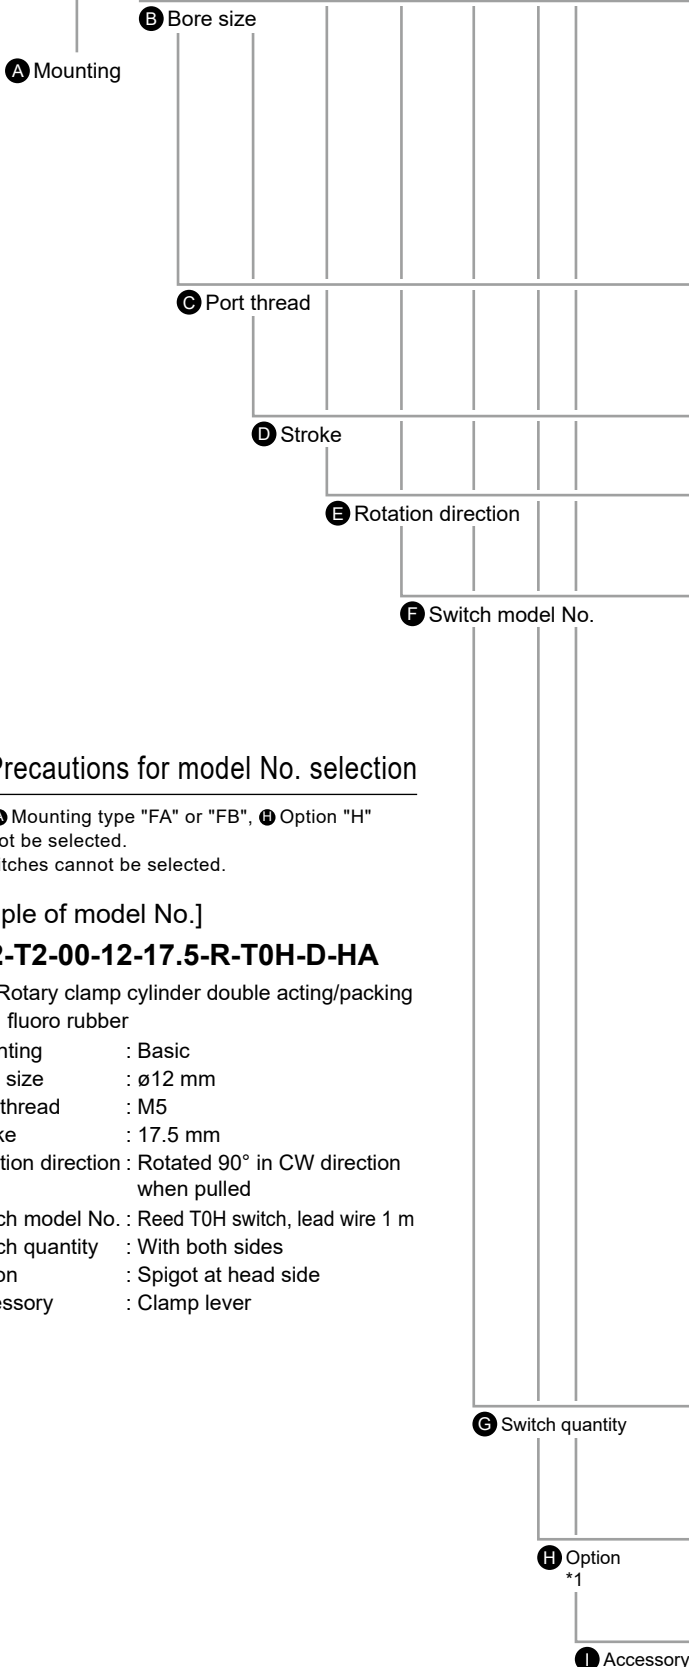 B Bore size
A Mounting
C Port thread
D Stroke
E Rotation direction
F Switch model No.
Precautions for model No. selection
A Mounting type "FA" or "FB", H Option "H"
ot be selected.
itches cannot be selected.
ple of model No.]
2-T2-00-12-17.5-R-T0H-D-HA
Rotary clamp cylinder double acting/packing
fluoro rubber
nting : Basic
size : ø12 mm
thread : M5
ke : 17.5 mm
tion direction : Rotated 90° in CW direction
when pulled
ch model No. : Reed T0H switch, lead wire 1 m
ch quantity : With both sides
on : Spigot at head side
essory : Clamp lever
G Switch quantity
H Option
*1
I Accessory